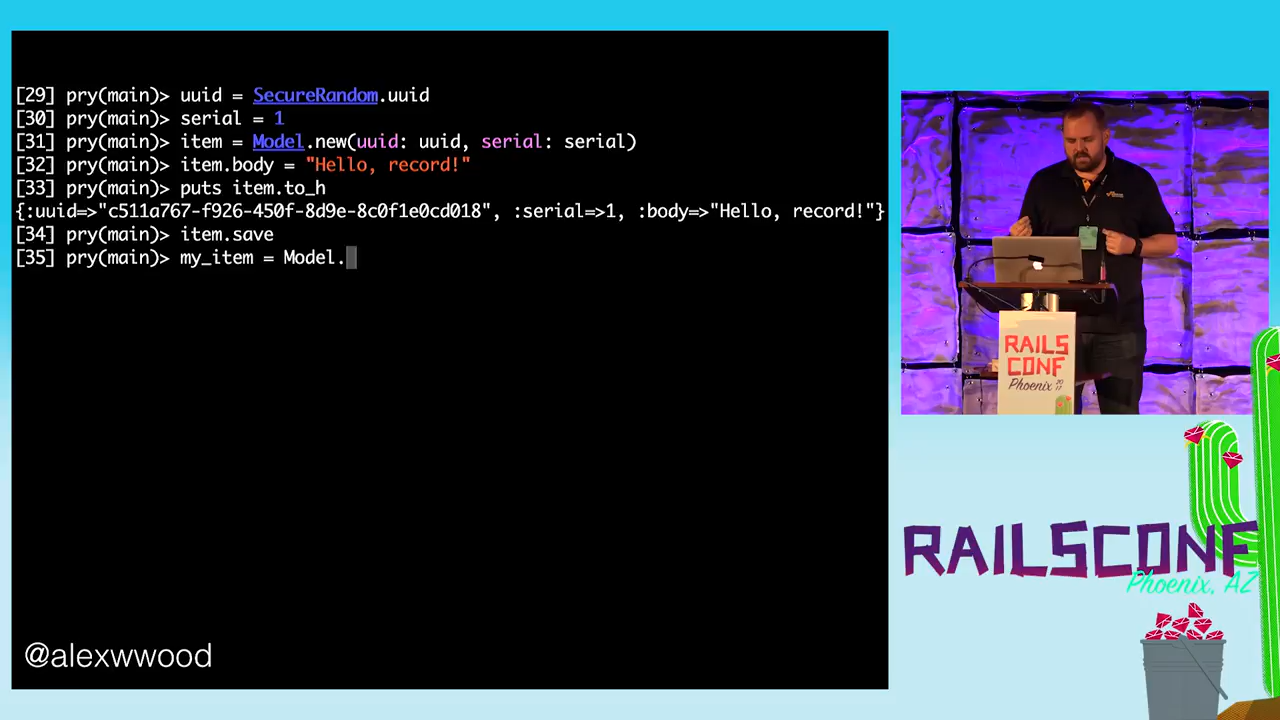 [29] pry(main)> uuid = SecureRandom.uuid
[30] pry(main)> serial = 1
[31] pry(main)> item = Model.new(uuid: uuid, serial: serial)
[32] pry(main)> item.body = "Hello, record!"
[33] pry(main)> puts item.to_h
{:uuid=>"c511a767-f926-450f-8d9e-8c0f1e0cd018", :serial=>1, :body=>"Hello, record!"}
[34] pry(main)> item.save
[35] pry(main)> my_item = Model.
@alexwwood
RAILS
CONF
Phoenix 2017
RAILSCONF
Phoenix, AZ